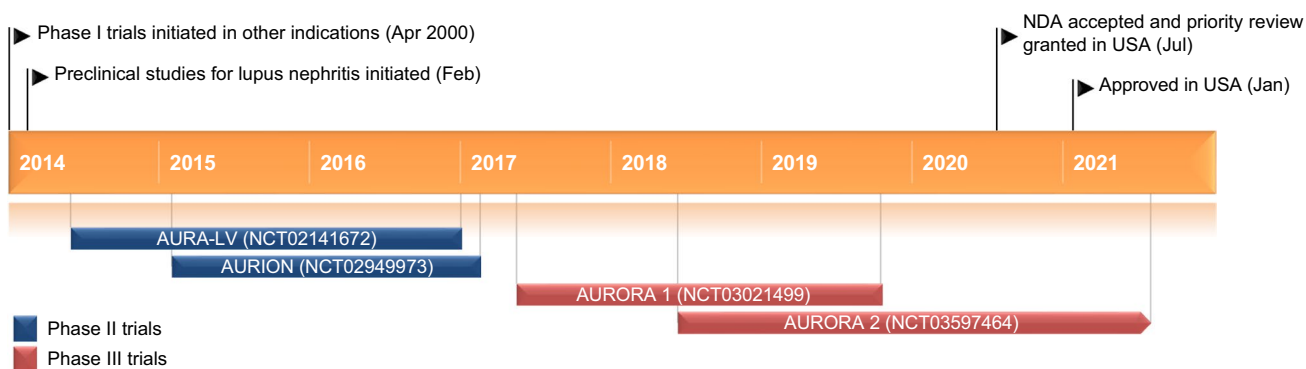 Phase I trials initiated in other indications (Apr 2000)
Preclinical studies for lupus nephritis initiated (Feb)
NDA accepted and priority review
granted in USA (Jul)
Approved in USA (Jan)
2014 2015 2016 2017 2018 2019 2020 2021
AURA-LV (NCT02141672)
AURION (NCT02949973)
AURORA 1 (NCT03021499)
AURORA 2 (NCT03597464)
Phase II trials
Phase III trials